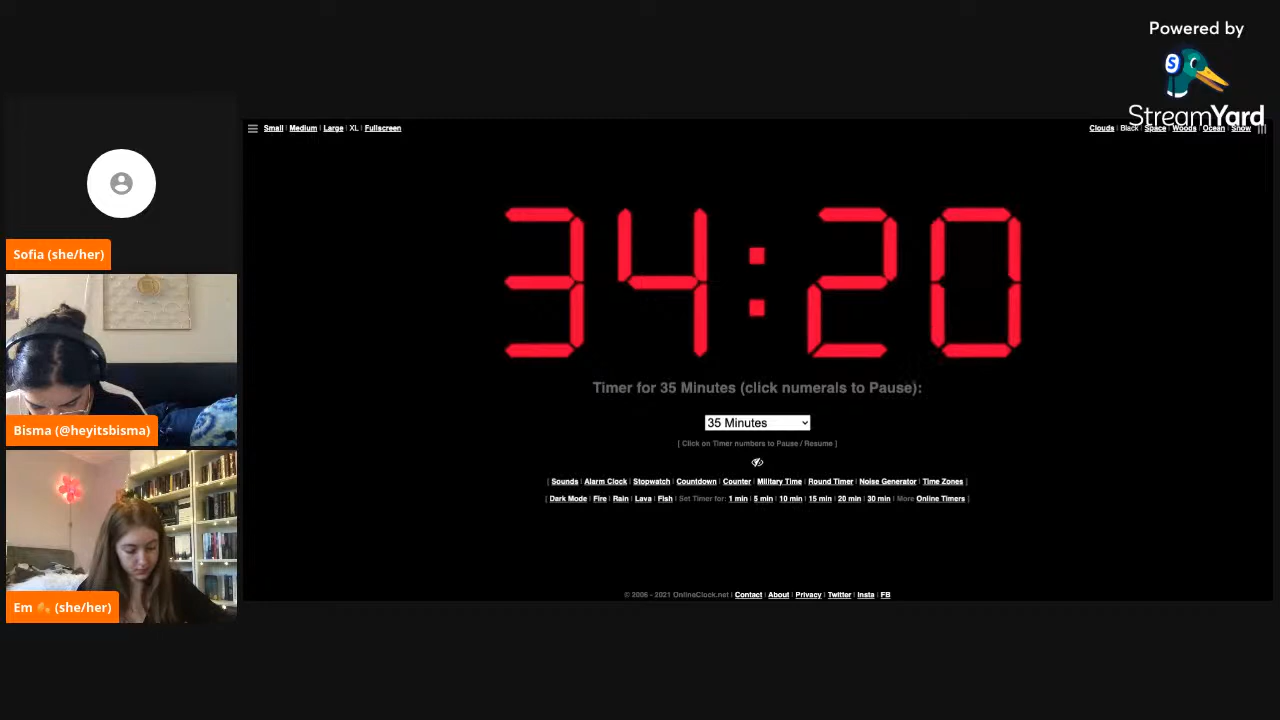 Powered by
StreamYard
Small | Medium | Large | XL | Fullscreen
Clouds | Black | Space | Woods | Ocean | Snow
34:20
Timer for 35 Minutes (click numerals to Pause):
35 Minutes
[ Click on Timer numbers to Pause / Resume ]
[ Sounds | Alarm Clock | Stopwatch | Countdown | Counter | Military Time | Round Timer | Noise Generator | Time Zones ]
[ Dark Mode | Fire | Rain | Lava | Fish | Set Timer for: 1 min | 5 min | 10 min | 15 min | 20 min | 30 min | More Online Timers ]
© 2006 - 2021 OnlineClock.net | Contact | About | Privacy | Twitter | Insta | FB
Sofia (she/her)
Bisma (@heyitsbisma)
Em 🍂 (she/her)